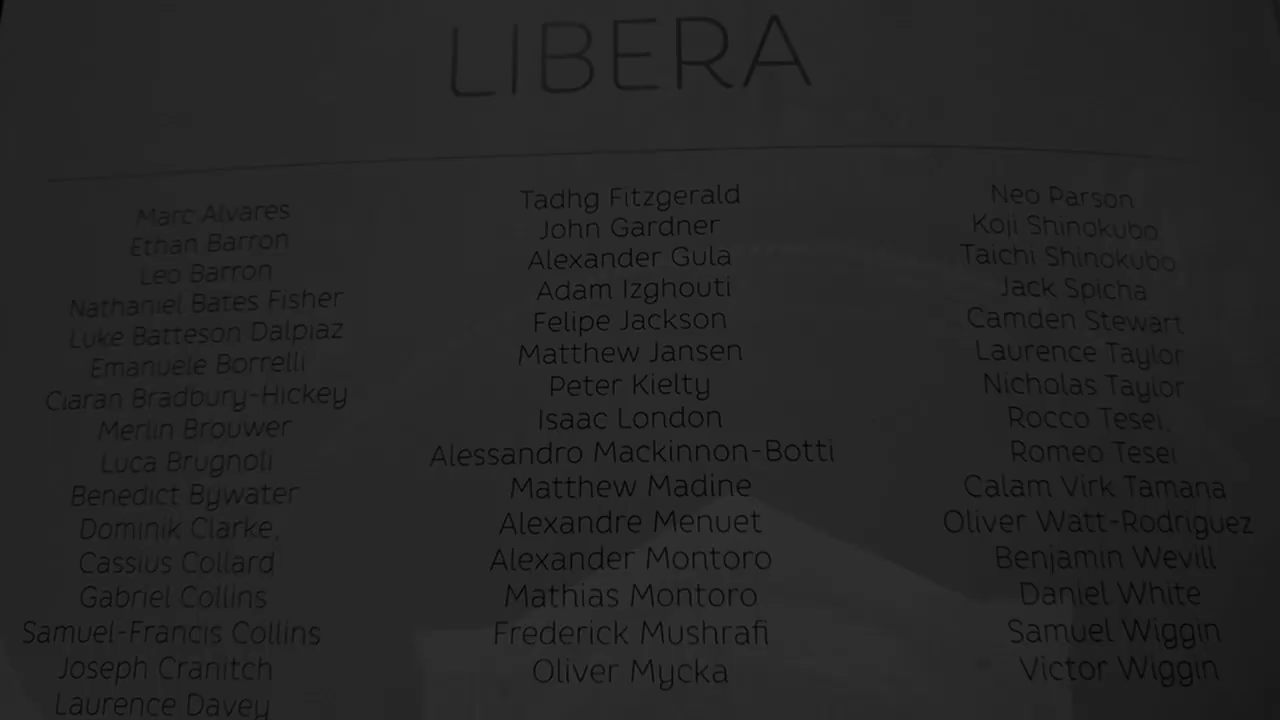 LIBERA
Marc Alvares
Ethan Barron
Leo Barron
Nathaniel Bates Fisher
Luke Batteson Dalpiaz
Emanuele Borrelli
Ciaran Bradbury-Hickey
Merlin Brouwer
Luca Brugnoli
Benedict Bywater
Dominik Clarke,
Cassius Collard
Gabriel Collins
Samuel-Francis Collins
Joseph Cranitch
Laurence Davey
Tadhg Fitzgerald
John Gardner
Alexander Gula
Adam Izghouti
Felipe Jackson
Matthew Jansen
Peter Kielty
Isaac London
Alessandro Mackinnon-Botti
Matthew Madine
Alexandre Menuet
Alexander Montoro
Mathias Montoro
Frederick Mushrafi
Oliver Mycka
Neo Parson
Koji Shinokubo
Taichi Shinokubo
Jack Spicha
Camden Stewart
Laurence Taylor
Nicholas Taylor
Rocco Tesei,
Romeo Tesei
Calam Virk Tamana
Oliver Watt-Rodriguez
Benjamin Wevill
Daniel White
Samuel Wiggin
Victor Wiggin